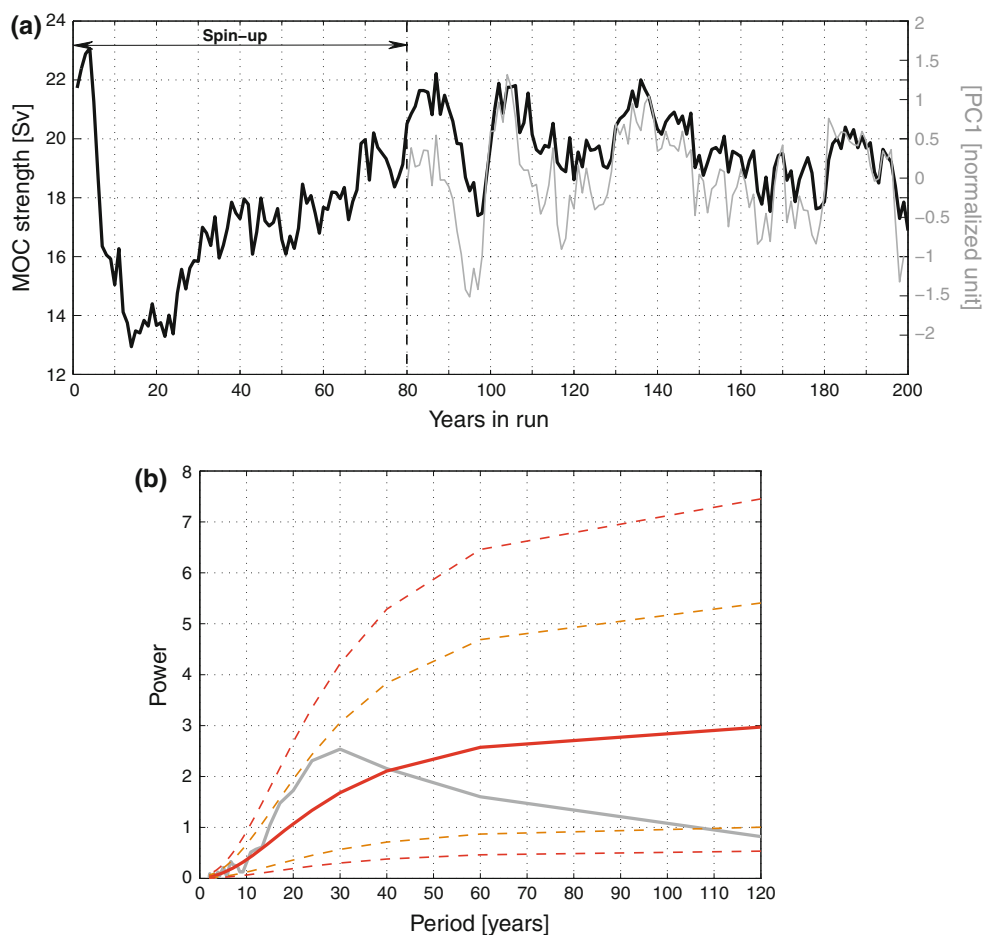 (a)
Spin-up
MOC strength [Sv]
24
22
20
18
16
14
12
2
1.5
1
0.5
0
−0.5
−1
−1.5
−2
[PC1 [normalized unit]
0 20 40 60 80 100 120 140 160 180 200
Years in run
(b)
Power
8
7
6
5
4
3
2
1
0
0 10 20 30 40 50 60 70 80 90 100 110 120
Period [years]